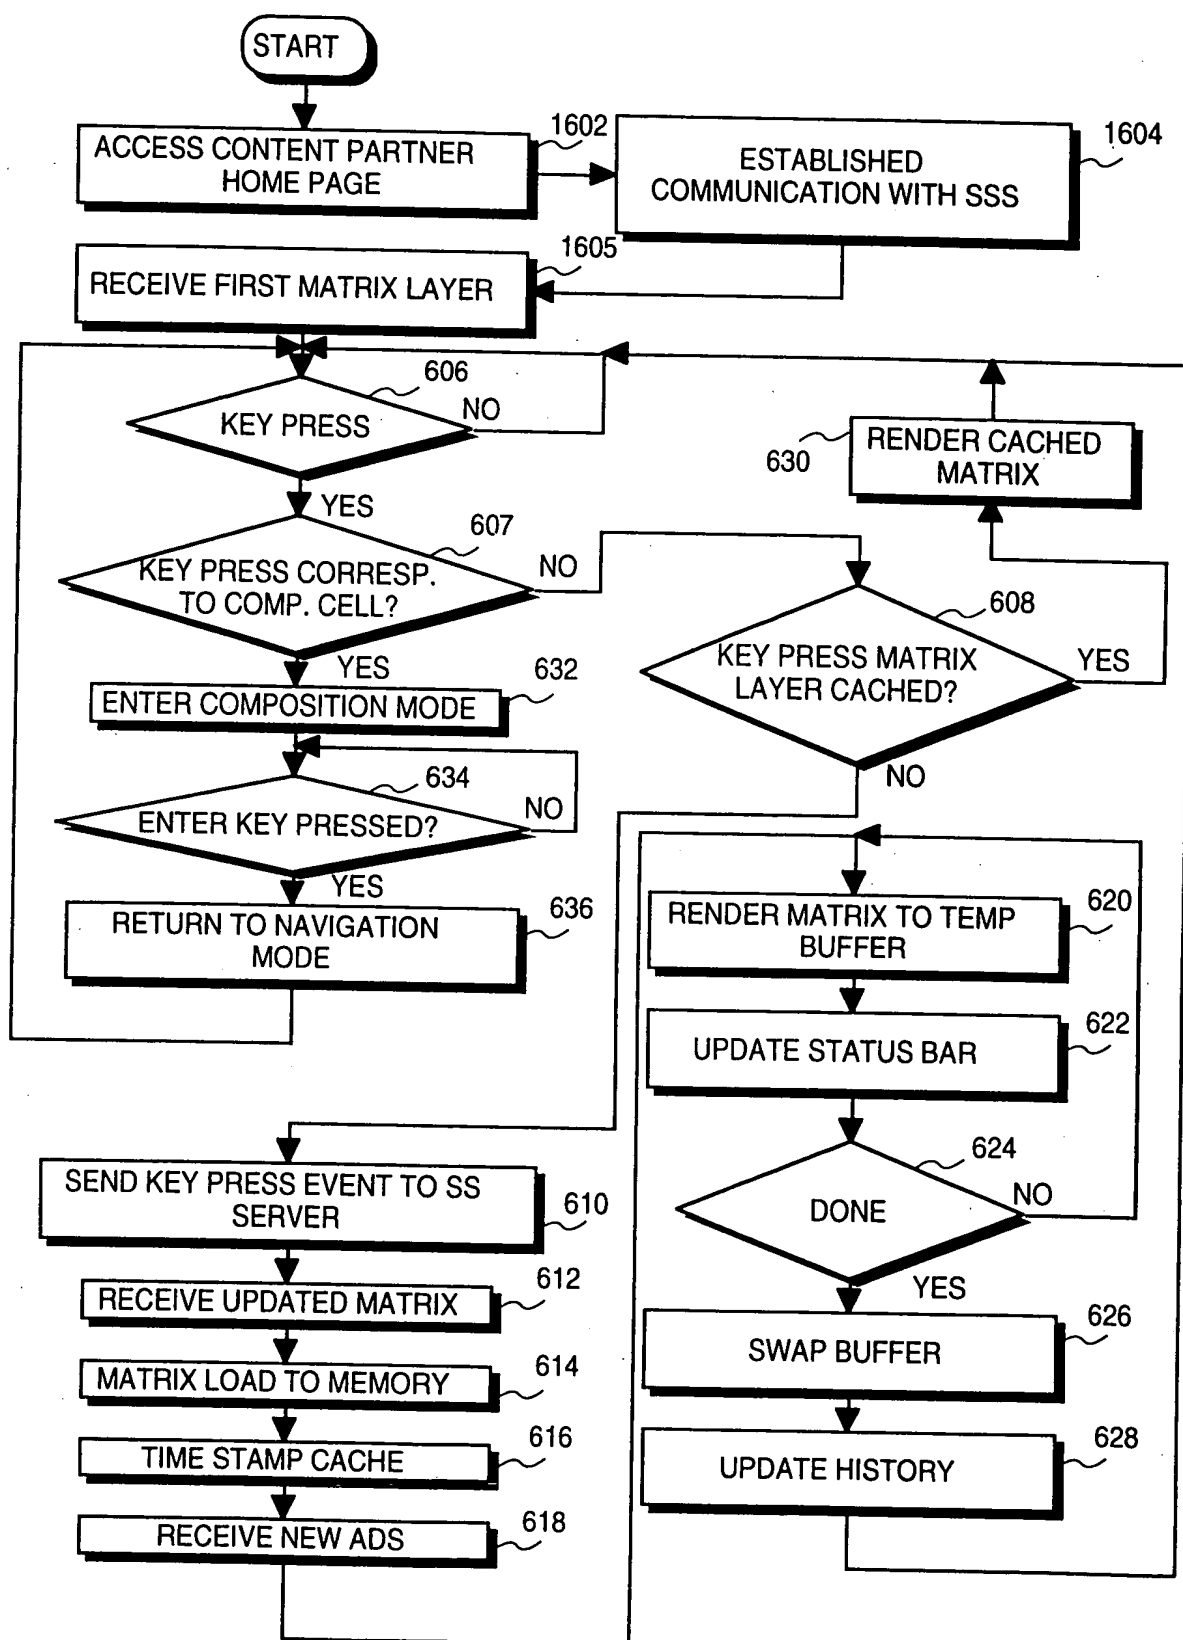 START
ACCESS CONTENT PARTNER
HOME PAGE
1602
ESTABLISHED
COMMUNICATION WITH SSS
1604
RECEIVE FIRST MATRIX LAYER
1605
KEY PRESS
606
NO
YES
KEY PRESS CORRESP.
TO COMP. CELL?
607
NO
YES
ENTER COMPOSITION MODE
632
ENTER KEY PRESSED?
634
NO
YES
RETURN TO NAVIGATION
MODE
636
RENDER CACHED
MATRIX
630
KEY PRESS MATRIX
LAYER CACHED?
608
YES
NO
SEND KEY PRESS EVENT TO SS
SERVER
610
RECEIVE UPDATED MATRIX
612
MATRIX LOAD TO MEMORY
614
TIME STAMP CACHE
616
RECEIVE NEW ADS
618
RENDER MATRIX TO TEMP
BUFFER
620
UPDATE STATUS BAR
622
DONE
624
NO
YES
SWAP BUFFER
626
UPDATE HISTORY
628